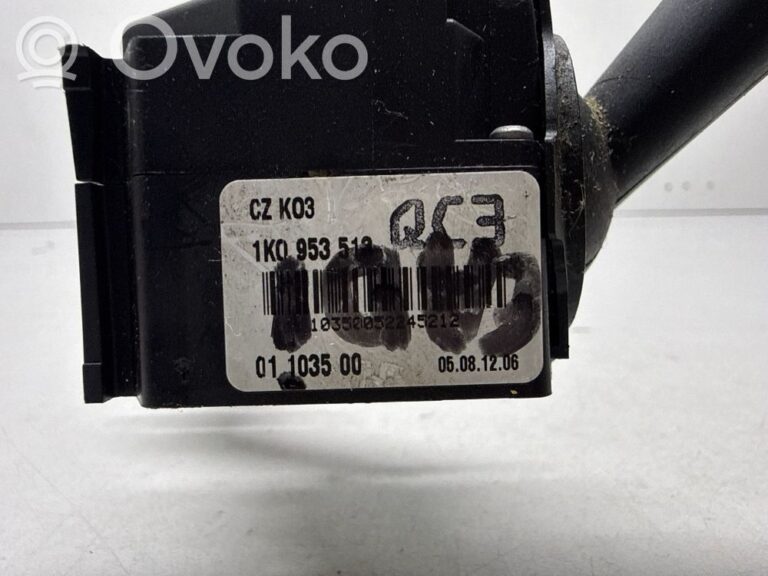 Ovoko
CZ K03
QC3
1K0 953 513
10350052245212
01 1035 00
05.08.12.06